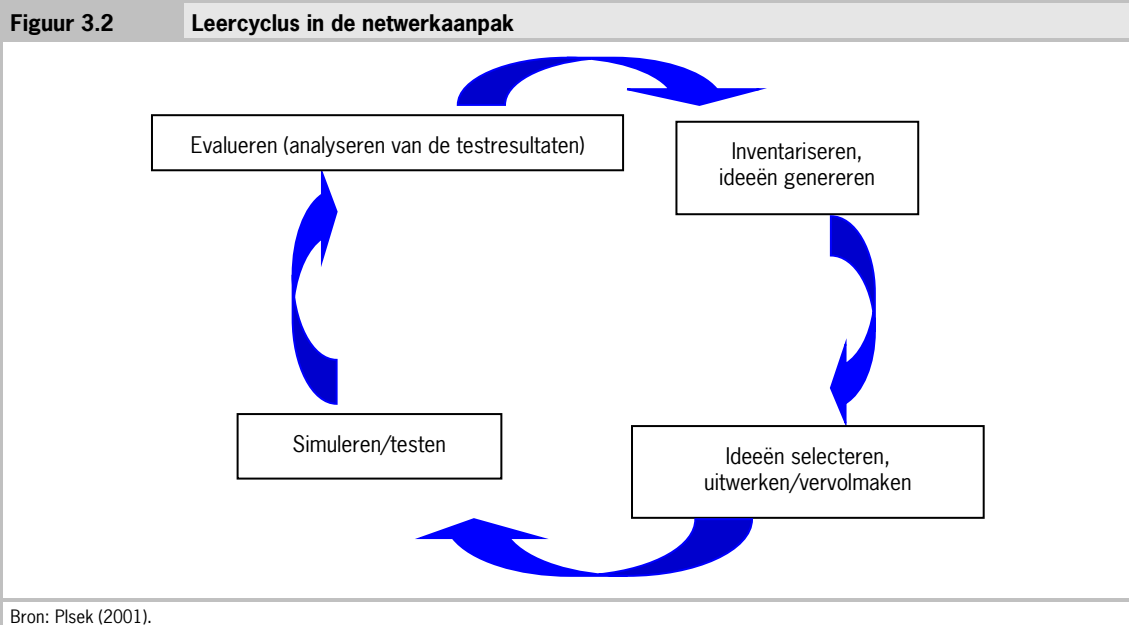 Figuur 3.2 Leercyclus in de netwerkaanpak
Evalueren (analyseren van de testresultaten)
Inventariseren,
ideeën genereren
Simuleren/testen
Ideeën selecteren,
uitwerken/vervolmaken
Bron: Plsek (2001).